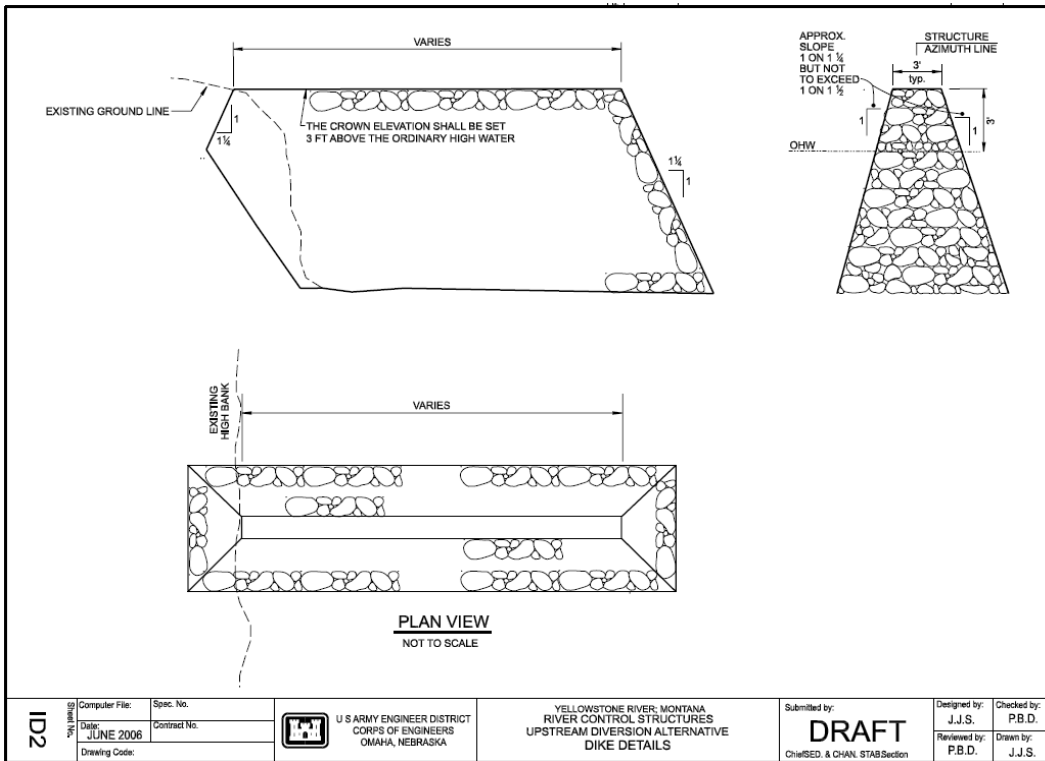 VARIES
EXISTING GROUND LINE
1
1¼
THE CROWN ELEVATION SHALL BE SET
3 FT ABOVE THE ORDINARY HIGH WATER
1¼
1
APPROX.
SLOPE
1 ON 1 ¼
BUT NOT
TO EXCEED
1 ON 1 ½
STRUCTURE
AZIMUTH LINE
3'
typ.
1
1
3'
OHW
EXISTING
HIGH BANK
VARIES
PLAN VIEW
NOT TO SCALE
ID2
Sheet No.
Computer File:
Spec. No.
Date:
JUNE 2006
Contract No.
Drawing Code:
U S ARMY ENGINEER DISTRICT
CORPS OF ENGINEERS
OMAHA, NEBRASKA
YELLOWSTONE RIVER; MONTANA
RIVER CONTROL STRUCTURES
UPSTREAM DIVERSION ALTERNATIVE
DIKE DETAILS
Submitted by:
DRAFT
ChiefSED. & CHAN. STABSection
Designed by:
J.J.S.
Checked by:
P.B.D.
Reviewed by:
P.B.D.
Drawn by:
J.J.S.